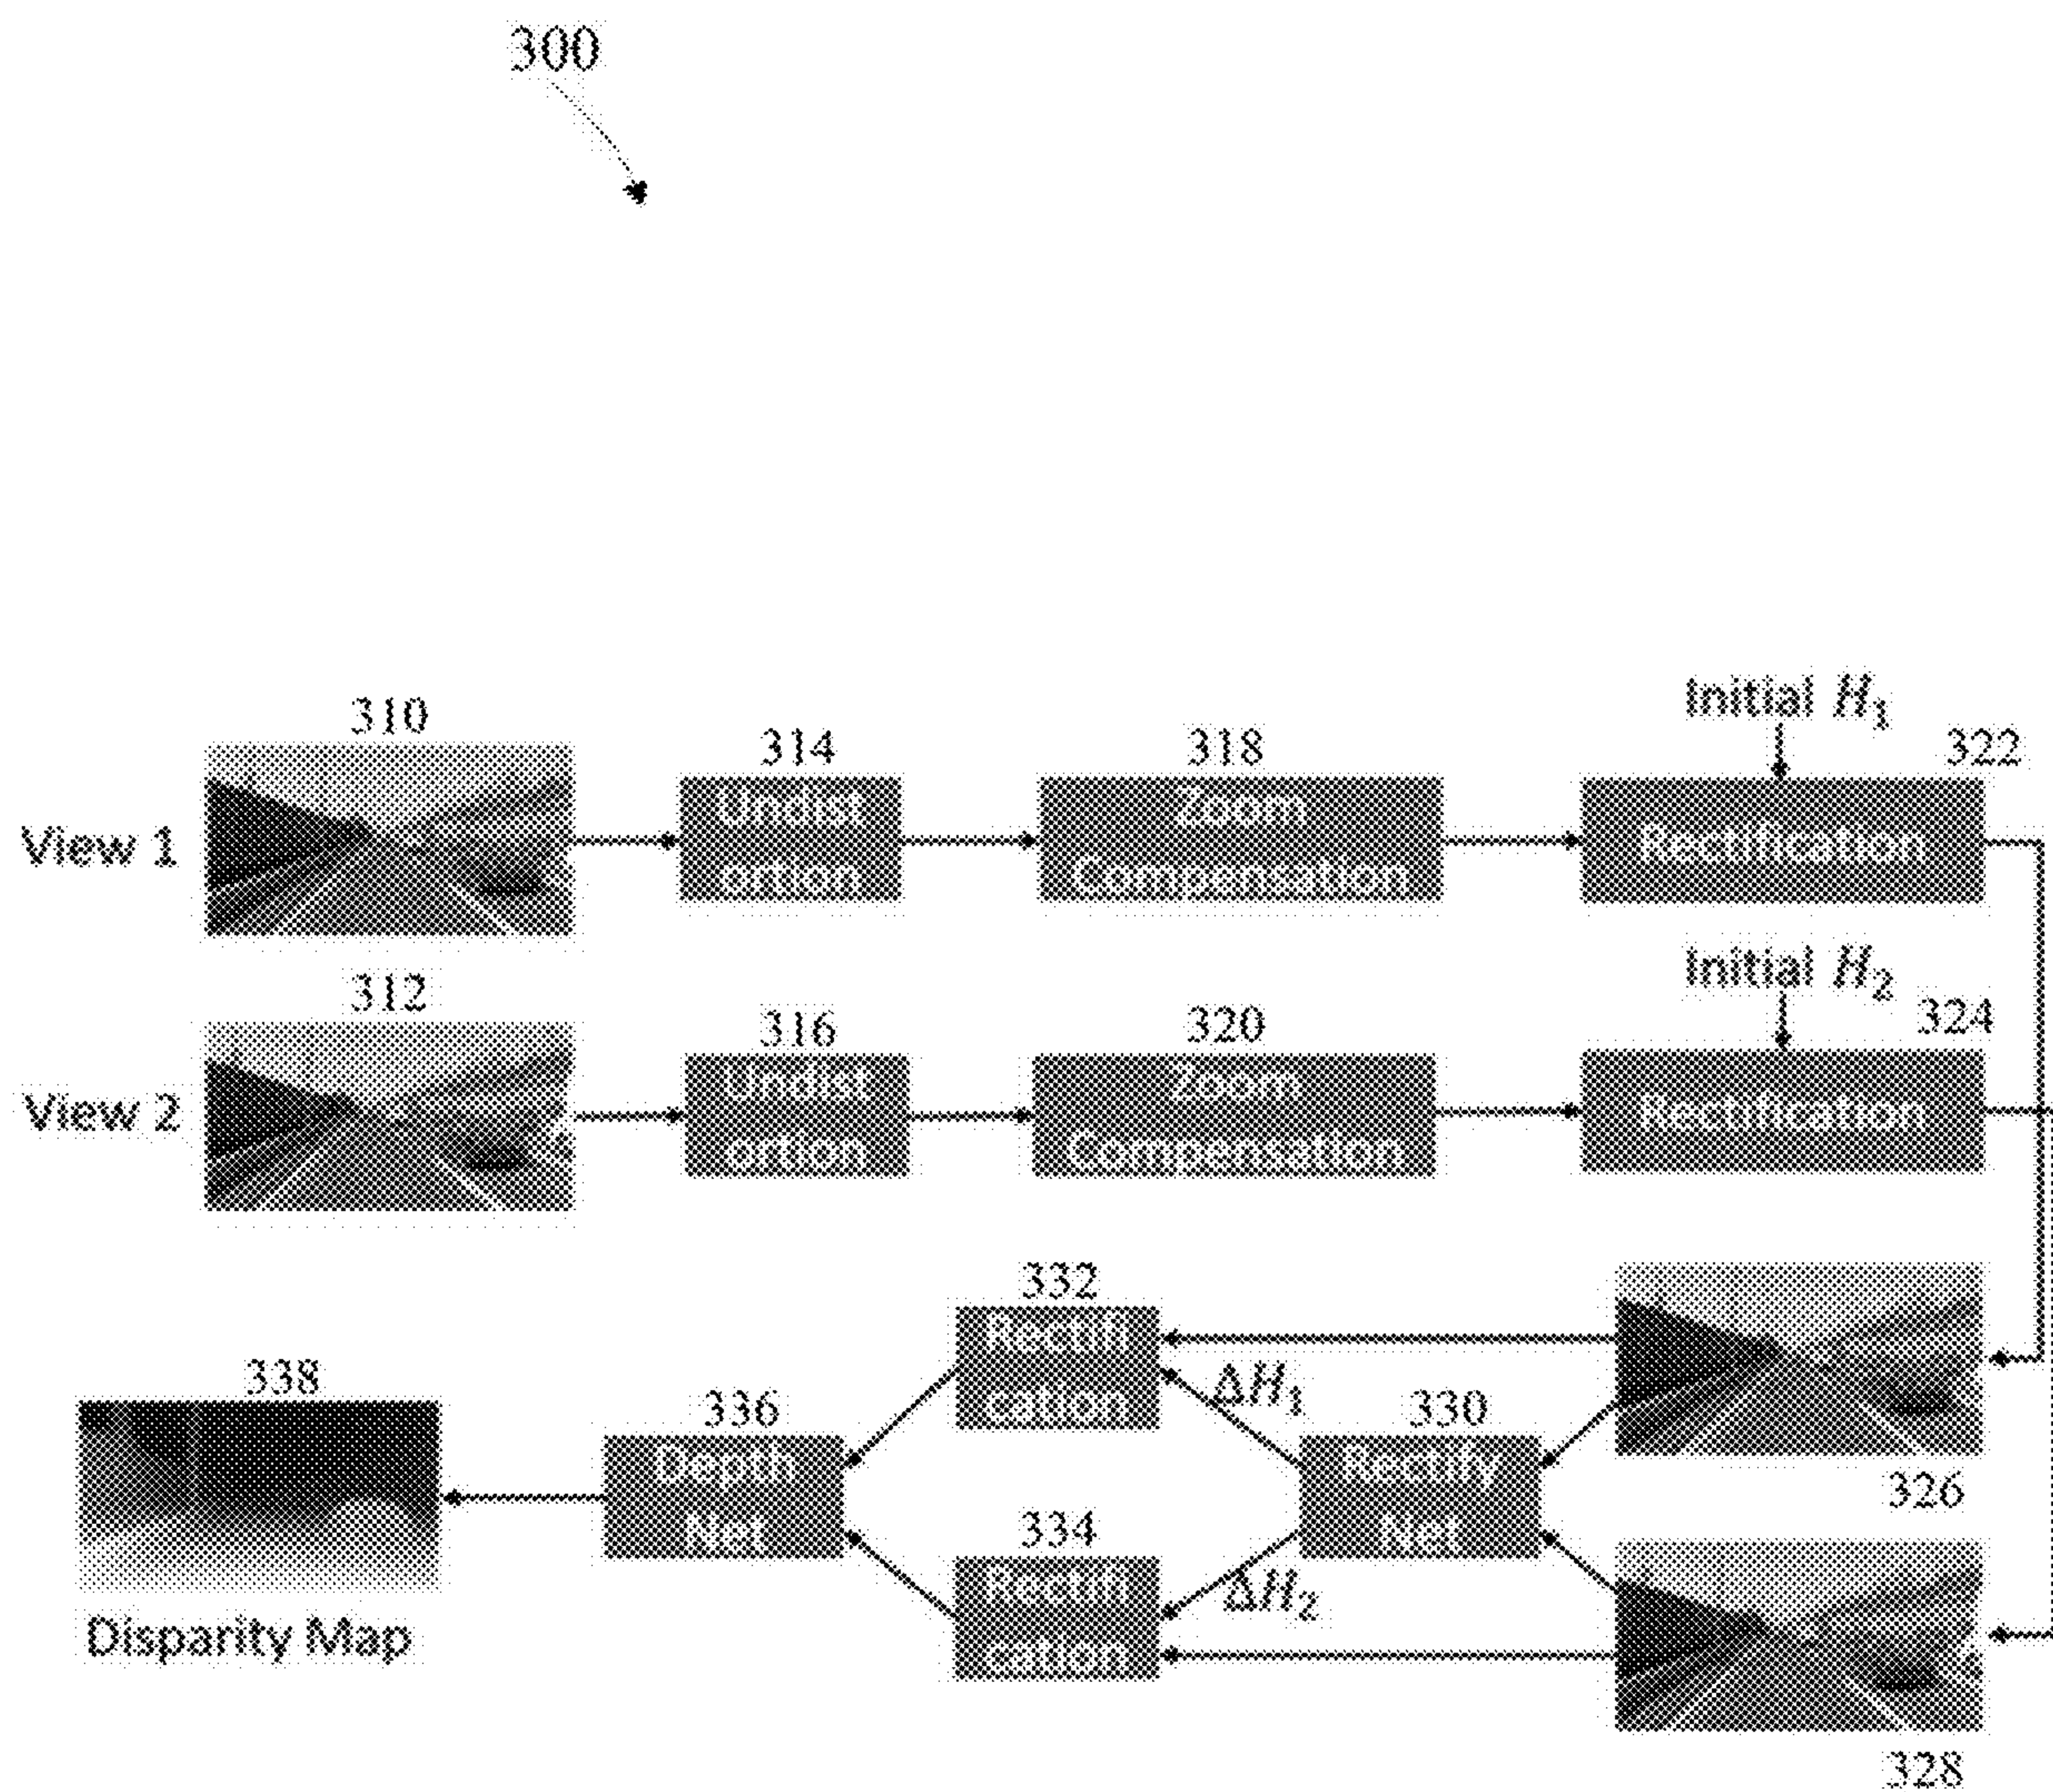 300
Initial H1
310
314
318
322
View 1
Undist
ortion
Zoom
Compensation
Rectification
Initial H2
312
316
320
324
View 2
Undist
ortion
Zoom
Compensation
Rectification
332
Rectifi
cation
ΔH1
338
336
330
Depth
Net
Rectify
Net
326
334
Rectifi
cation
ΔH2
Disparity Map
328